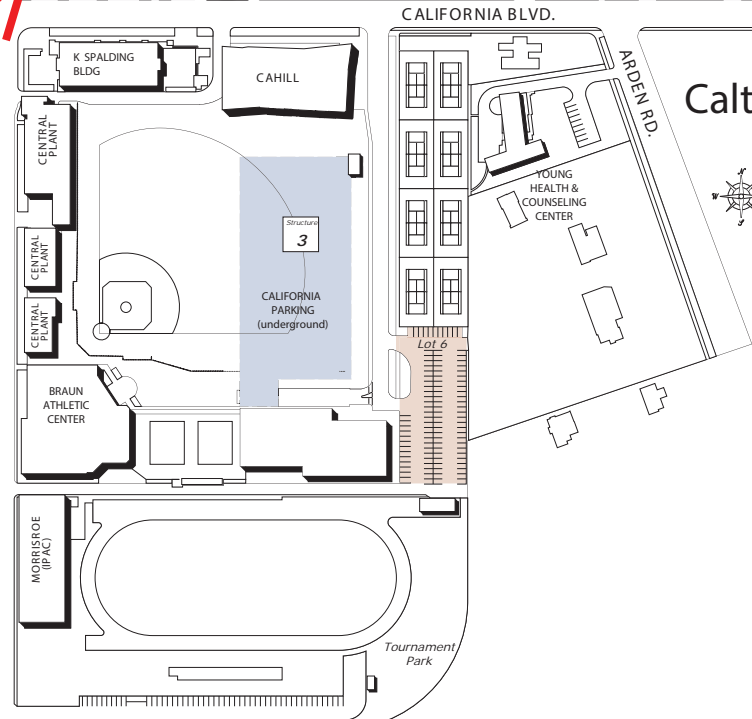 CALIFORNIA BLVD.
K SPALDING
BLDG
CAHILL
ARDEN RD.
Calt
CENTRAL
PLANT
YOUNG
HEALTH &
COUNSELING
CENTER
N
W
S
Structure
3
CENTRAL
PLANT
CALIFORNIA
PARKING
(underground)
CENTRAL
PLANT
Lot 6
BRAUN
ATHLETIC
CENTER
MORRISROE
(IPAC)
Tournament
Park